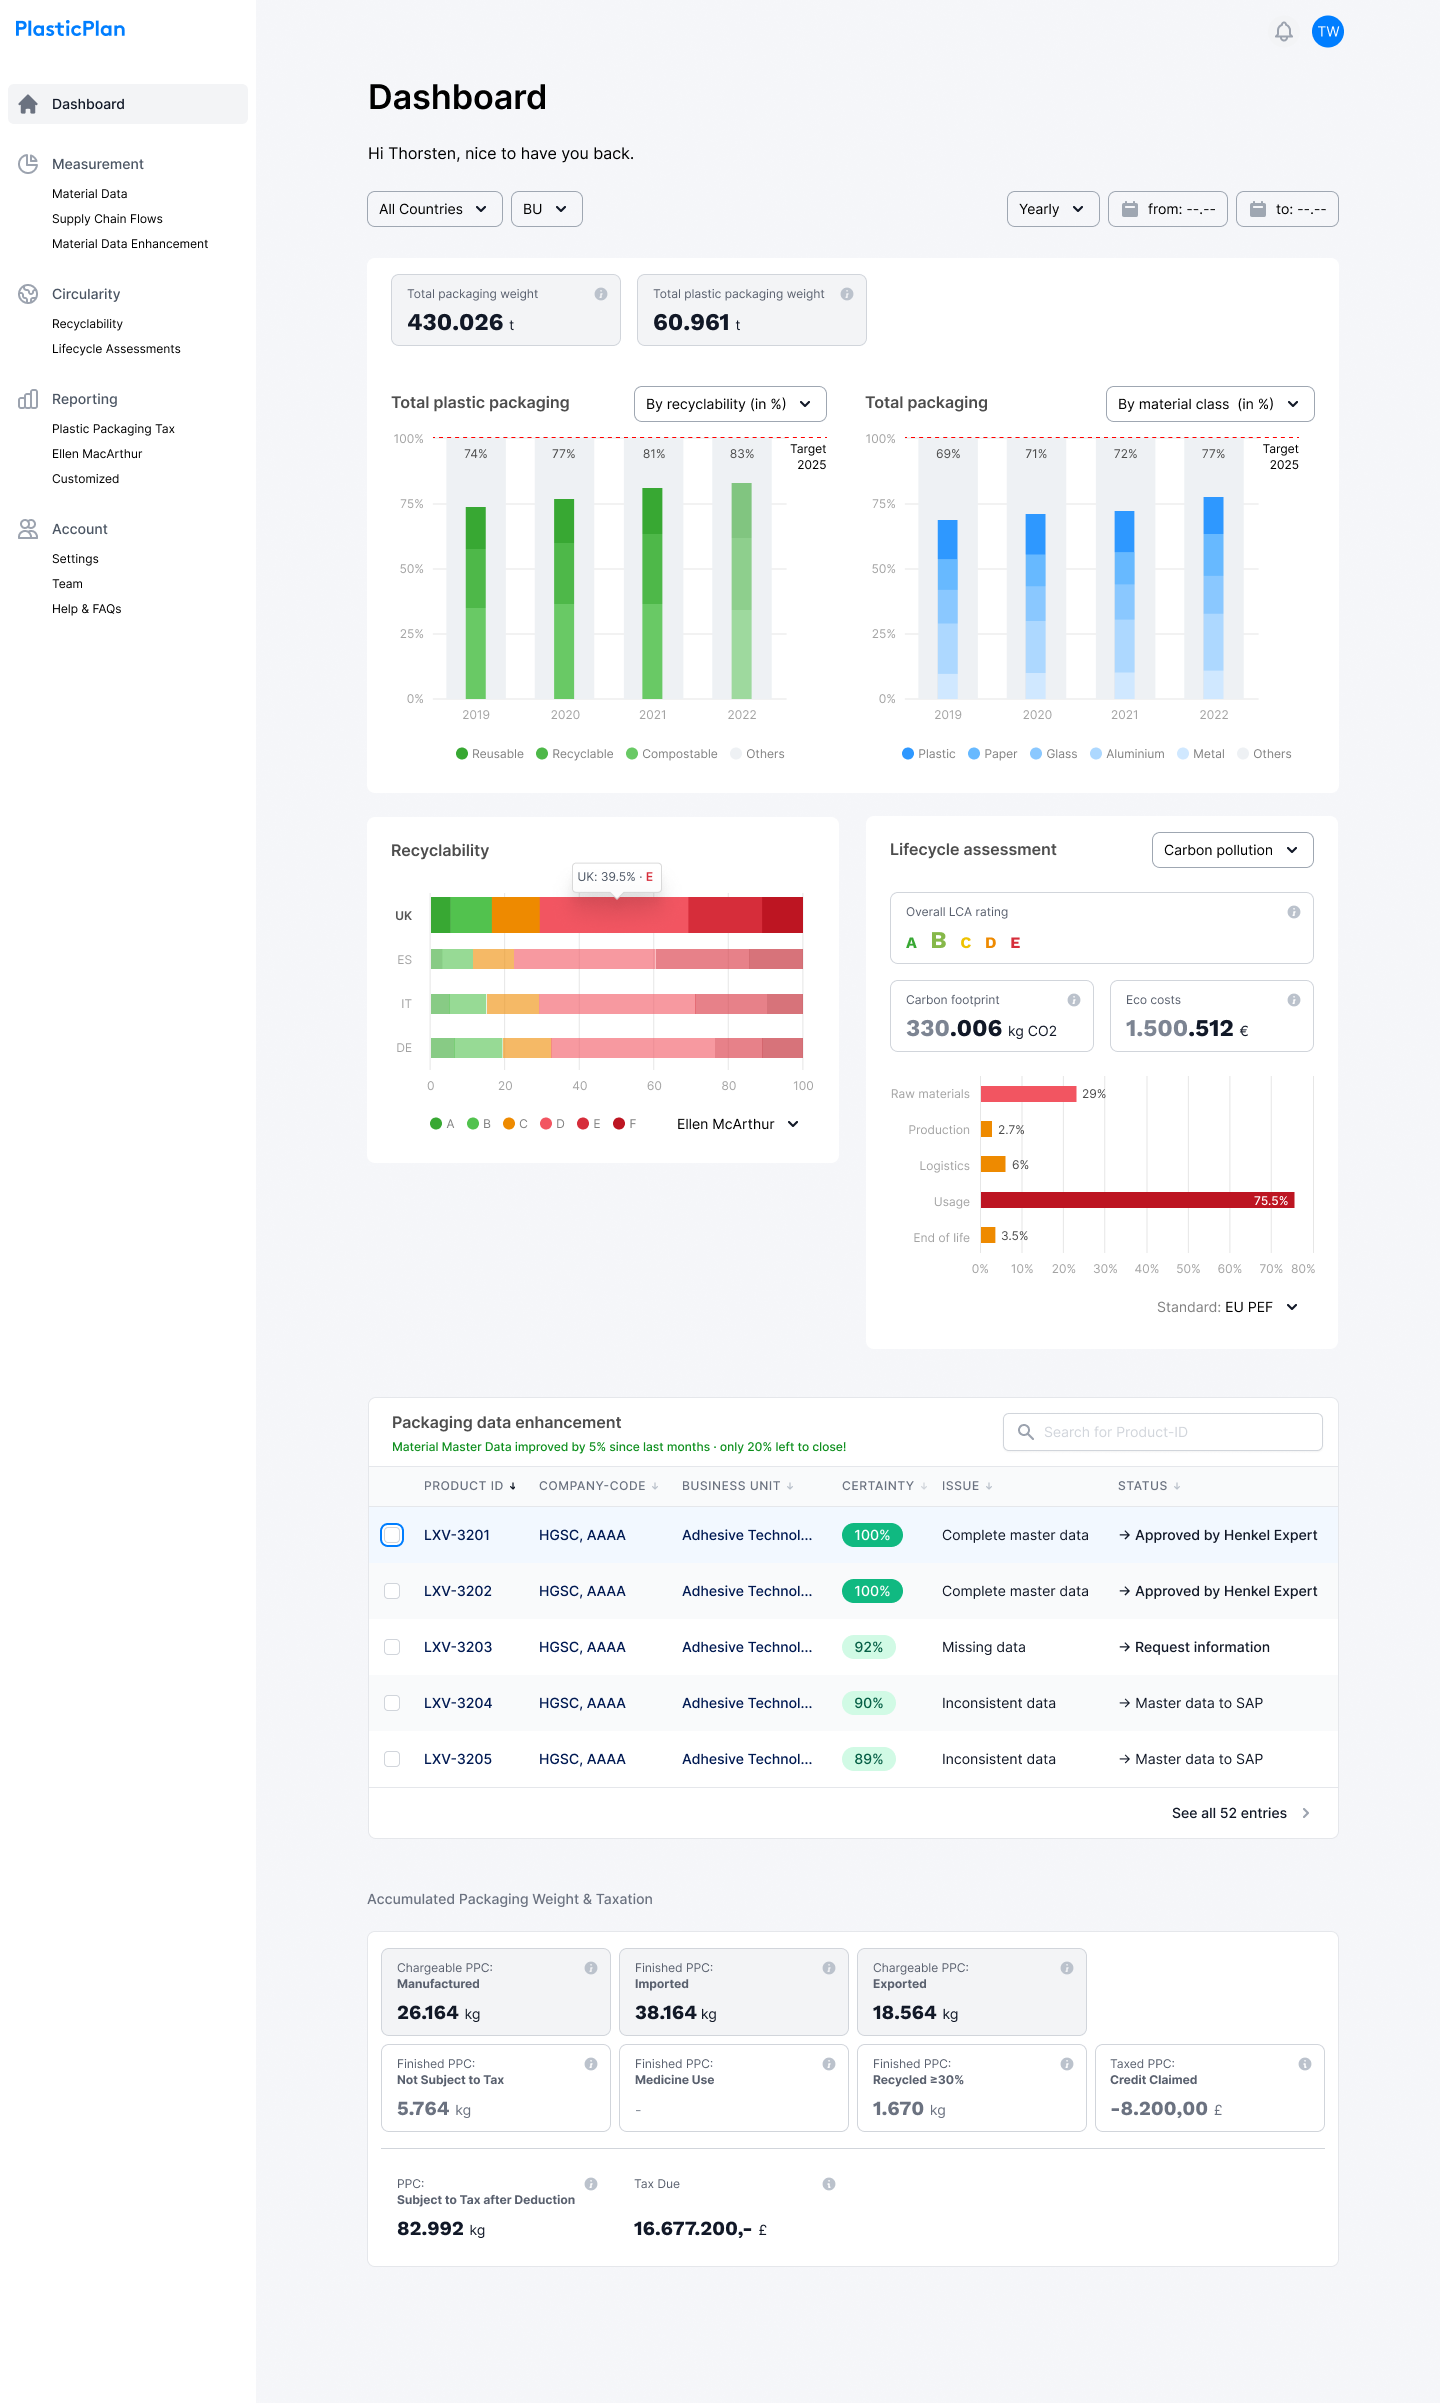 PlasticPlan
TW
Dashboard
Measurement
Material Data
Supply Chain Flows
Material Data Enhancement
Circularity
Recyclability
Lifecycle Assessments
Reporting
Plastic Packaging Tax
Ellen MacArthur
Customized
Account
Settings
Team
Help & FAQs
Dashboard
Hi Thorsten, nice to have you back.
All Countries BU Yearly from: --.-- to: --.--
Total packaging weight
430.026 t
Total plastic packaging weight
60.961 t
Total plastic packaging By recyclability (in %)
100%
75%
50%
25%
0%
74% 77% 81% 83%
Target
2025
2019 2020 2021 2022
Reusable Recyclable Compostable Others
Total packaging By material class (in %)
100%
75%
50%
25%
0%
69% 71% 72% 77%
Target
2025
2019 2020 2021 2022
Plastic Paper Glass Aluminium Metal Others
Recyclability
UK: 39.5% · E
UK
ES
IT
DE
0 20 40 60 80 100
A B C D E F Ellen McArthur
Lifecycle assessment Carbon pollution
Overall LCA rating
A B C D E
Carbon footprint
330.006 kg CO2
Eco costs
1.500.512 €
Raw materials 29%
Production 2.7%
Logistics 6%
Usage 75.5%
End of life 3.5%
0% 10% 20% 30% 40% 50% 60% 70% 80%
Standard: EU PEF
Packaging data enhancement
Material Master Data improved by 5% since last months · only 20% left to close!
Search for Product-ID
PRODUCT ID ↓ COMPANY-CODE ↓ BUSINESS UNIT ↓ CERTAINTY ↓ ISSUE ↓ STATUS ↓
LXV-3201 HGSC, AAAA Adhesive Technol... 100% Complete master data → Approved by Henkel Expert
LXV-3202 HGSC, AAAA Adhesive Technol... 100% Complete master data → Approved by Henkel Expert
LXV-3203 HGSC, AAAA Adhesive Technol... 92% Missing data → Request information
LXV-3204 HGSC, AAAA Adhesive Technol... 90% Inconsistent data → Master data to SAP
LXV-3205 HGSC, AAAA Adhesive Technol... 89% Inconsistent data → Master data to SAP
See all 52 entries
Accumulated Packaging Weight & Taxation
Chargeable PPC:
Manufactured
26.164 kg
Finished PPC:
Imported
38.164 kg
Chargeable PPC:
Exported
18.564 kg
Finished PPC:
Not Subject to Tax
5.764 kg
Finished PPC:
Medicine Use
-
Finished PPC:
Recycled ≥30%
1.670 kg
Taxed PPC:
Credit Claimed
-8.200,00 £
PPC:
Subject to Tax after Deduction
82.992 kg
Tax Due
16.677.200,- £